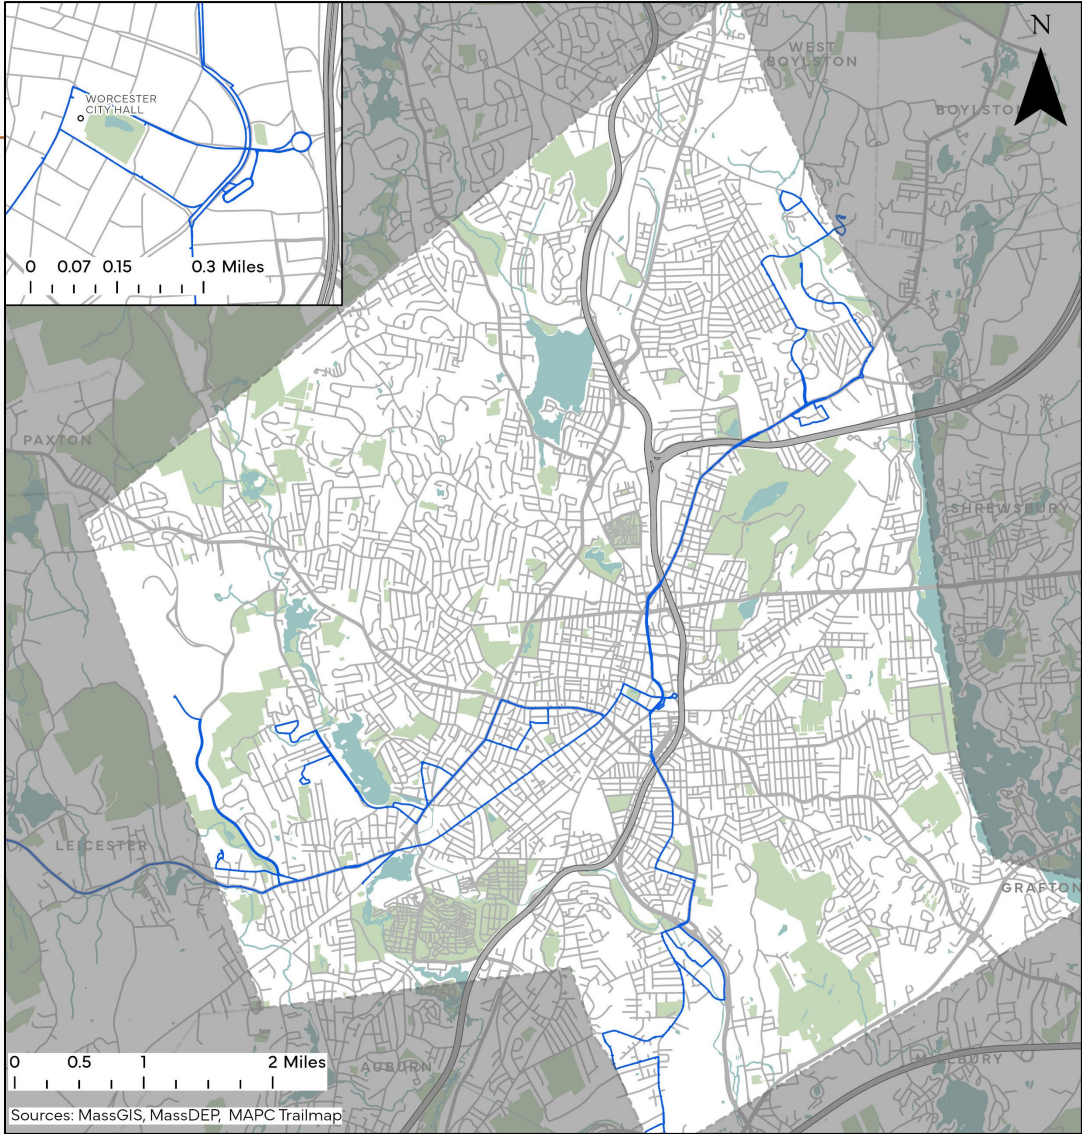 WORCESTER
CITY HALL
0 0.07 0.15 0.3 Miles
N
WEST
BOYLSTON
BOYLSTON
PAXTON
SHREWSBURY
LEICESTER
GRAFTON
AUBURN
MILLBURY
0 0.5 1 2 Miles
Sources: MassGIS, MassDEP, MAPC Trailmap